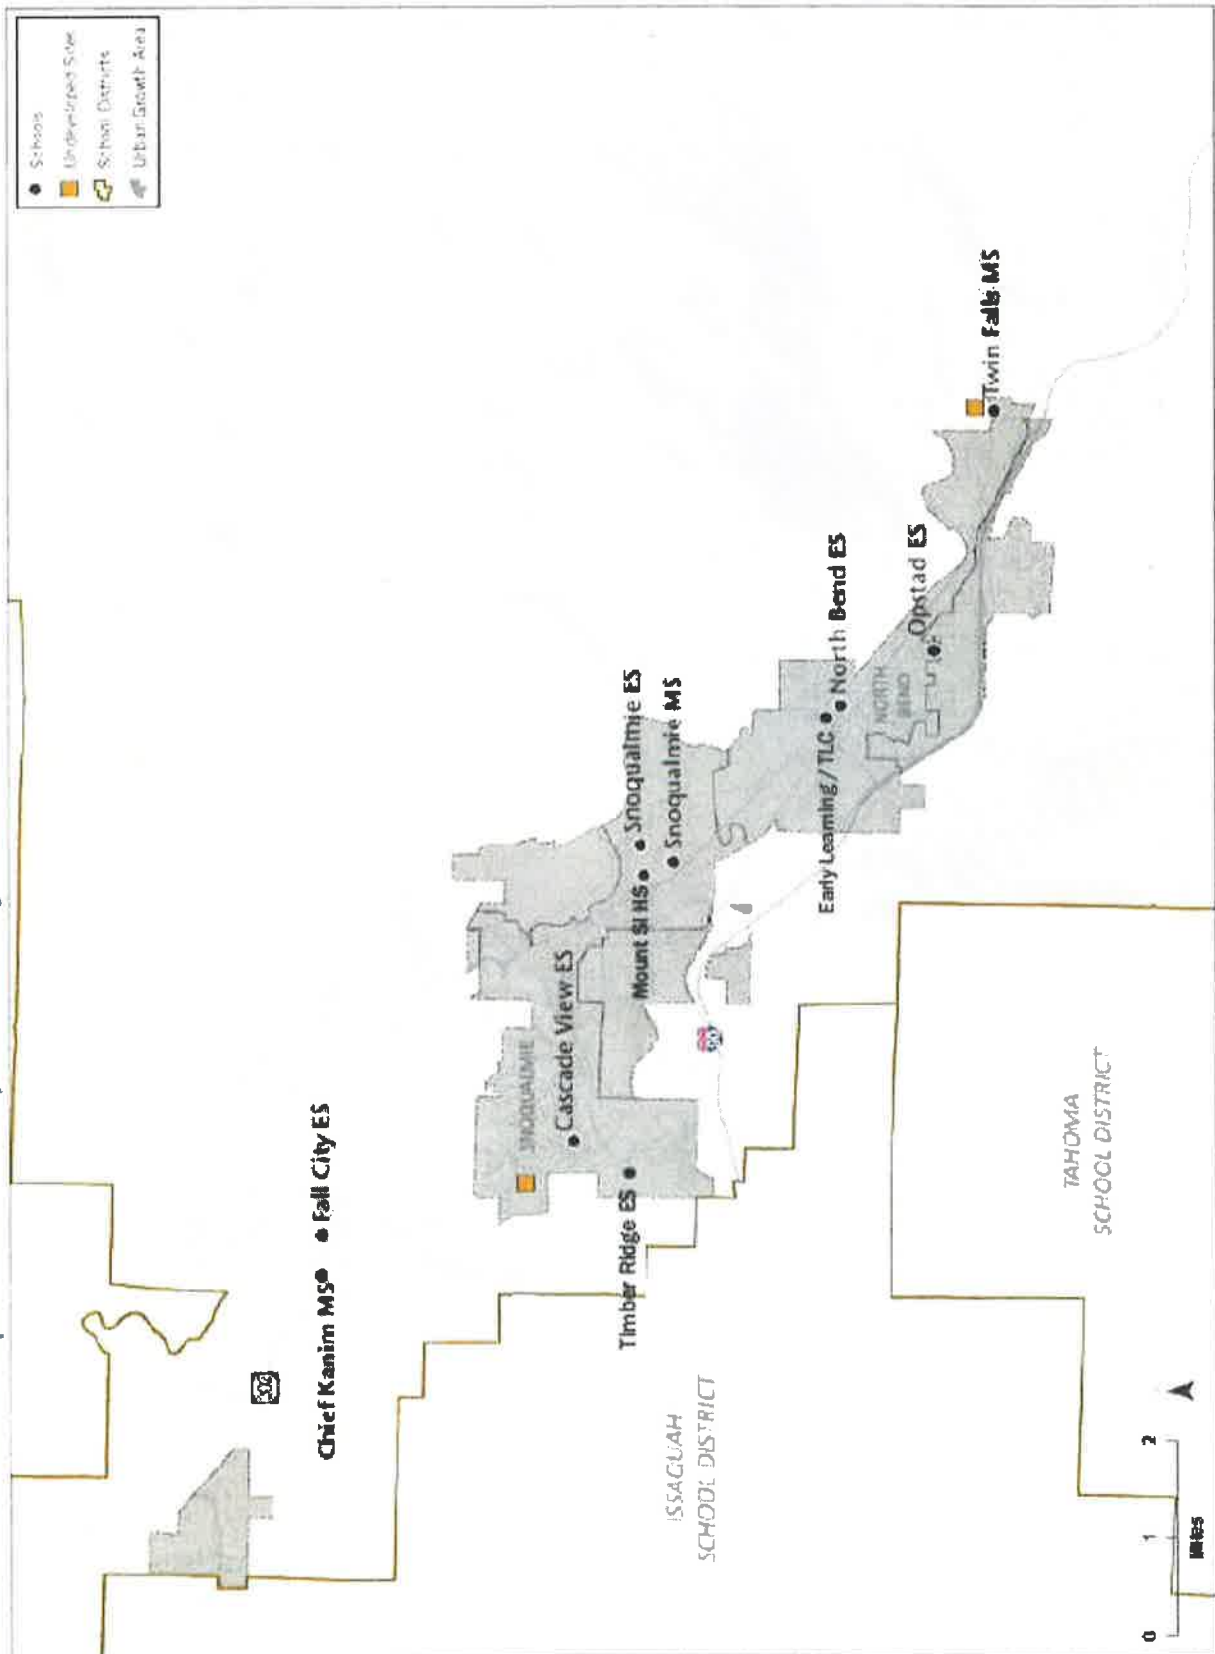 Schools
Undeveloped Sites
School Districts
Urban Growth Area
Chief Kanim MS
Fall City ES
SNOQUALMIE
Cascade View ES
Timber Ridge ES
Mount SI HS
Snoqualmie ES
Snoqualmie MS
Early Learning / TLC
North Bend ES
NORTH
BEND
Opstad ES
Twin Falls MS
ISSAQUAH
SCHOOL DISTRICT
TAHOMA
SCHOOL DISTRICT
0 1 2
Miles